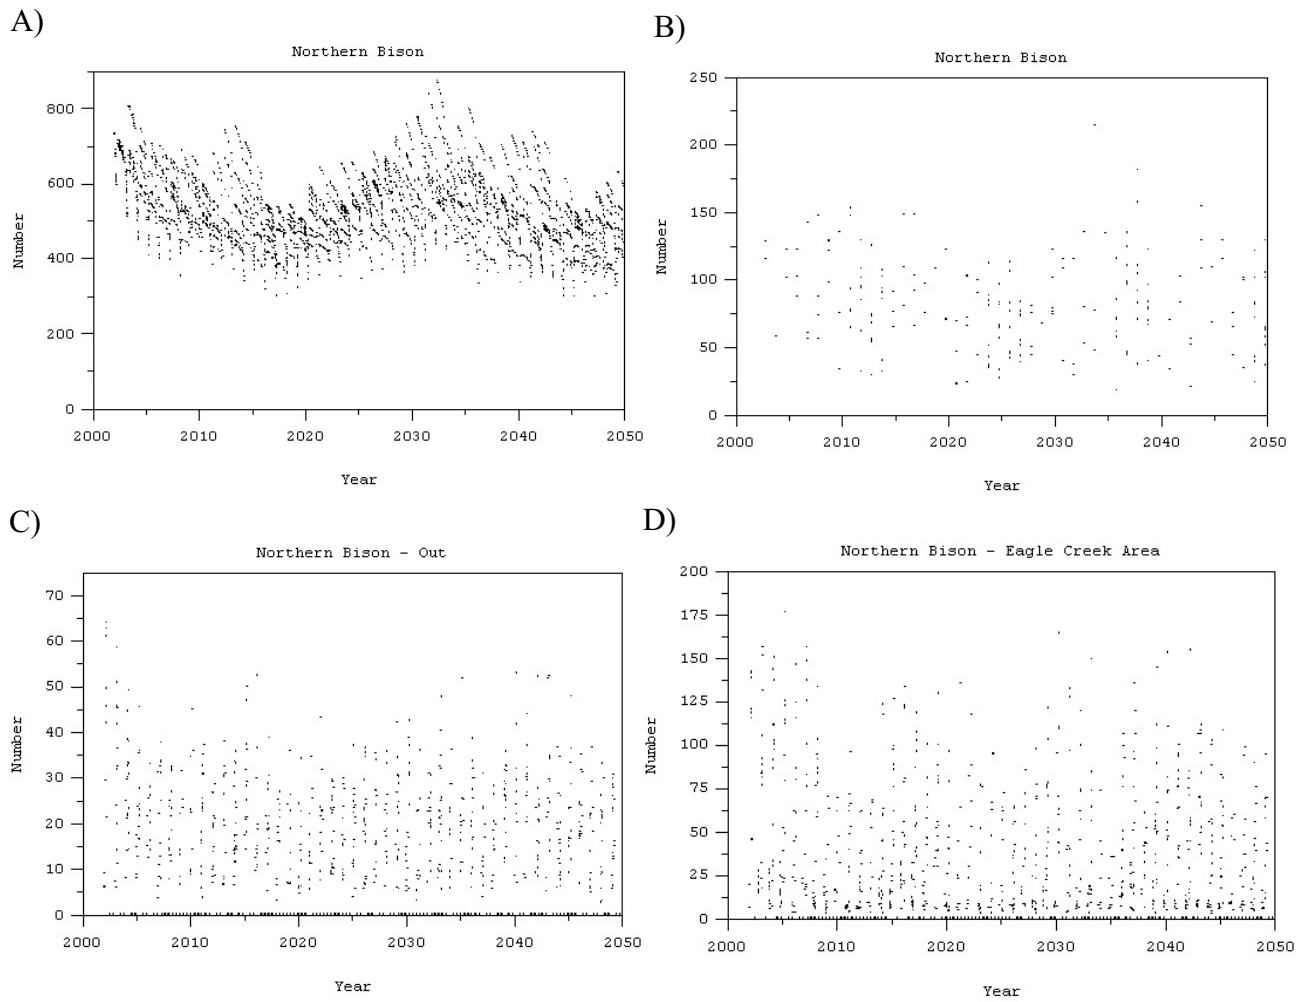 A)
Northern Bison
800
600
400
200
0
2000 2010 2020 2030 2040 2050
Number
Year
B)
Northern Bison
250
200
150
100
50
0
2000 2010 2020 2030 2040 2050
Number
Year
C)
Northern Bison - Out
70
60
50
40
30
20
10
0
2000 2010 2020 2030 2040 2050
Number
Year
D)
Northern Bison - Eagle Creek Area
200
175
150
125
100
75
50
25
0
2000 2010 2020 2030 2040 2050
Number
Year